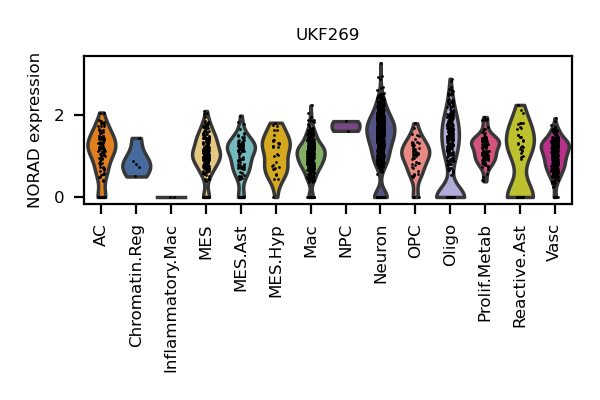 UKF269
NORAD expression
2
0
AC
Chromatin.Reg
Inflammatory.Mac
MES
MES.Ast
MES.Hyp
Mac
NPC
Neuron
OPC
Oligo
Prolif.Metab
Reactive.Ast
Vasc